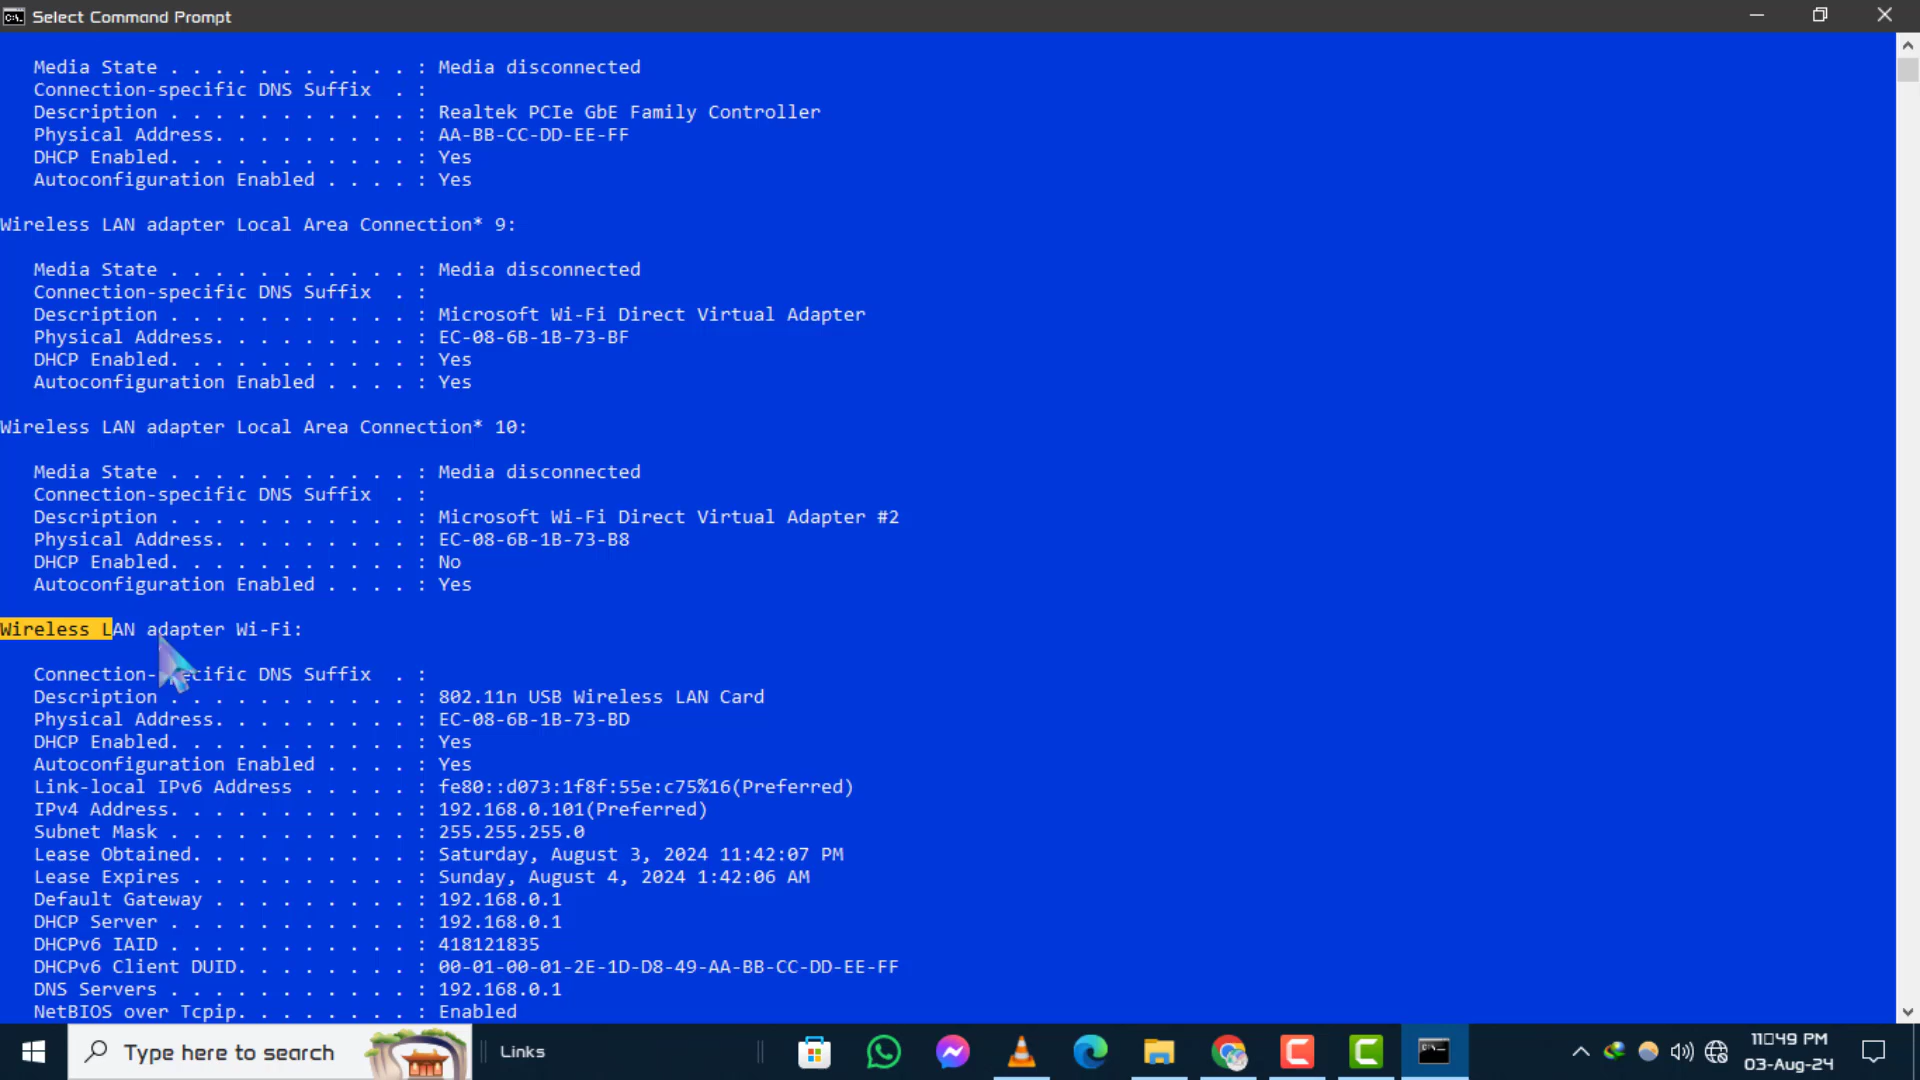 Select Command Prompt
Media State . . . . . . . . . . . : Media disconnected
Connection-specific DNS Suffix  . :
Description . . . . . . . . . . . : Realtek PCIe GbE Family Controller
Physical Address. . . . . . . . . : AA-BB-CC-DD-EE-FF
DHCP Enabled. . . . . . . . . . . : Yes
Autoconfiguration Enabled . . . . : Yes
Wireless LAN adapter Local Area Connection* 9:
Media State . . . . . . . . . . . : Media disconnected
Connection-specific DNS Suffix  . :
Description . . . . . . . . . . . : Microsoft Wi-Fi Direct Virtual Adapter
Physical Address. . . . . . . . . : EC-08-6B-1B-73-BF
DHCP Enabled. . . . . . . . . . . : Yes
Autoconfiguration Enabled . . . . : Yes
Wireless LAN adapter Local Area Connection* 10:
Media State . . . . . . . . . . . : Media disconnected
Connection-specific DNS Suffix  . :
Description . . . . . . . . . . . : Microsoft Wi-Fi Direct Virtual Adapter #2
Physical Address. . . . . . . . . : EC-08-6B-1B-73-B8
DHCP Enabled. . . . . . . . . . . : No
Autoconfiguration Enabled . . . . : Yes
Wireless LAN adapter Wi-Fi:
Connection-specific DNS Suffix  . :
Description . . . . . . . . . . . : 802.11n USB Wireless LAN Card
Physical Address. . . . . . . . . : EC-08-6B-1B-73-BD
DHCP Enabled. . . . . . . . . . . : Yes
Autoconfiguration Enabled . . . . : Yes
Link-local IPv6 Address . . . . . : fe80::d073:1f8f:55e:c75%16(Preferred)
IPv4 Address. . . . . . . . . . . : 192.168.0.101(Preferred)
Subnet Mask . . . . . . . . . . . : 255.255.255.0
Lease Obtained. . . . . . . . . . : Saturday, August 3, 2024 11:42:07 PM
Lease Expires . . . . . . . . . . : Sunday, August 4, 2024 1:42:06 AM
Default Gateway . . . . . . . . . : 192.168.0.1
DHCP Server . . . . . . . . . . . : 192.168.0.1
DHCPv6 IAID . . . . . . . . . . . : 418121835
DHCPv6 Client DUID. . . . . . . . : 00-01-00-01-2E-1D-D8-49-AA-BB-CC-DD-EE-FF
DNS Servers . . . . . . . . . . . : 192.168.0.1
NetBIOS over Tcpip. . . . . . . . : Enabled
Type here to search
Links
11:49 PM
03-Aug-24